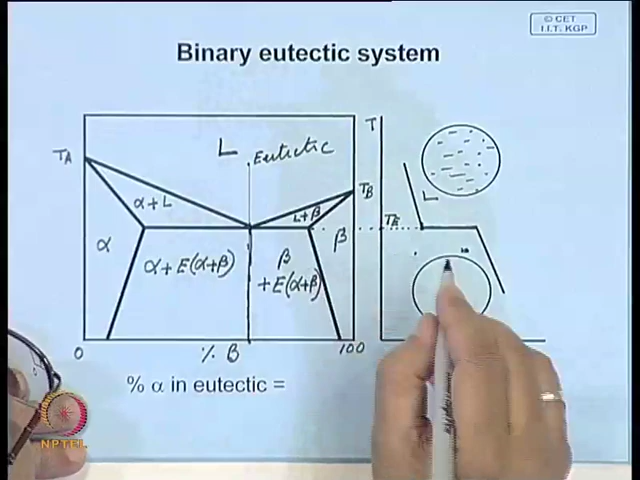 © CET
I.I.T. KGP
Binary eutectic system
T
L Eutectic
TA
TB
α+L
L+β
TE
L
α
β
α+E(α+β)
β
+E(α+β)
0
% B
100
% α in eutectic =
NPTEL